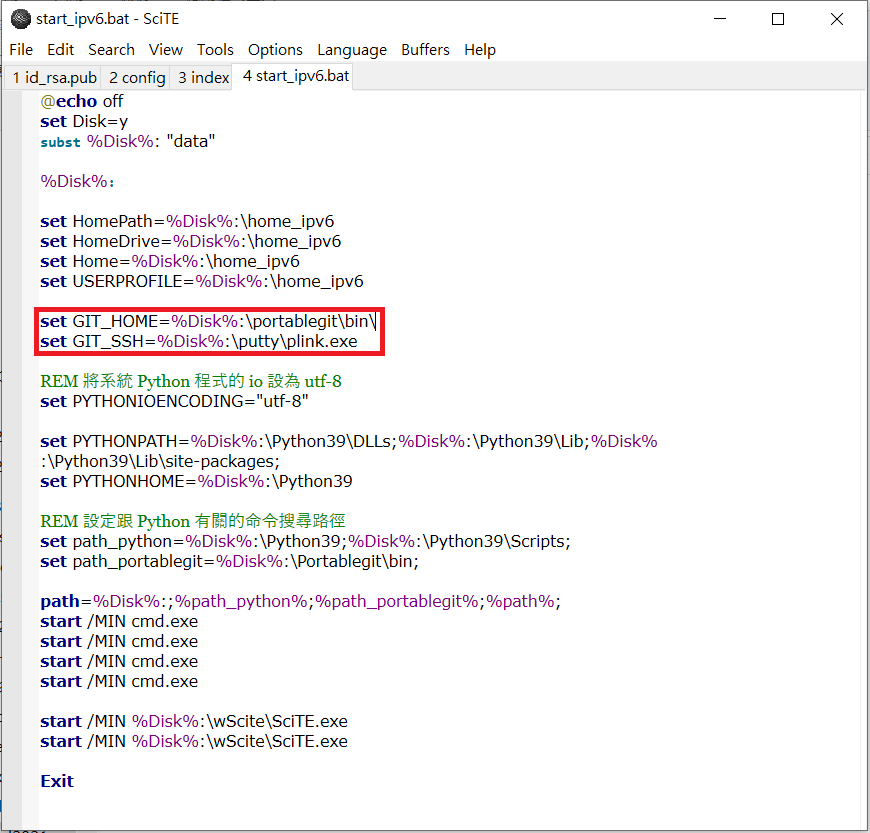 start_ipv6.bat - SciTE
File Edit Search View Tools Options Language Buffers Help
1 id_rsa.pub 2 config 3 index 4 start_ipv6.bat
@echo off
set Disk=y
subst %Disk%: "data"
%Disk%:
set HomePath=%Disk%:\home_ipv6
set HomeDrive=%Disk%:\home_ipv6
set Home=%Disk%:\home_ipv6
set USERPROFILE=%Disk%:\home_ipv6
set GIT_HOME=%Disk%:\portablegit\bin\
set GIT_SSH=%Disk%:\putty\plink.exe
REM 將系統 Python 程式的 io 設為 utf-8
set PYTHONIOENCODING="utf-8"
set PYTHONPATH=%Disk%:\Python39\DLLs;%Disk%:\Python39\Lib;%Disk%
:\Python39\Lib\site-packages;
set PYTHONHOME=%Disk%:\Python39
REM 設定跟 Python 有關的命令搜尋路徑
set path_python=%Disk%:\Python39;%Disk%:\Python39\Scripts;
set path_portablegit=%Disk%:\Portablegit\bin;
path=%Disk%:;%path_python%;%path_portablegit%;%path%;
start /MIN cmd.exe
start /MIN cmd.exe
start /MIN cmd.exe
start /MIN cmd.exe
start /MIN %Disk%:\wScite\SciTE.exe
start /MIN %Disk%:\wScite\SciTE.exe
Exit